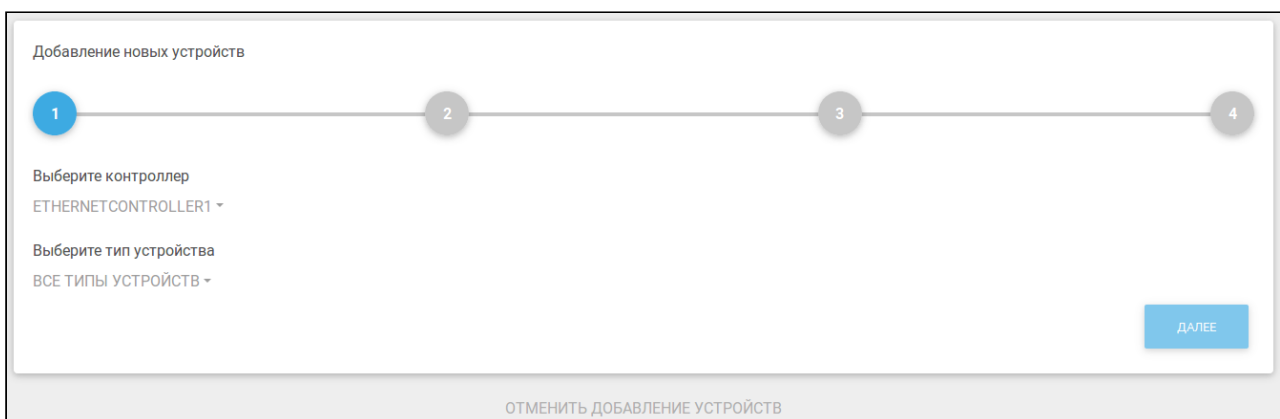 Добавление новых устройств
1 2 3 4
Выберите контроллер
ETHERNETCONTROLLER1
Выберите тип устройства
ВСЕ ТИПЫ УСТРОЙСТВ
ДАЛЕЕ
ОТМЕНИТЬ ДОБАВЛЕНИЕ УСТРОЙСТВ